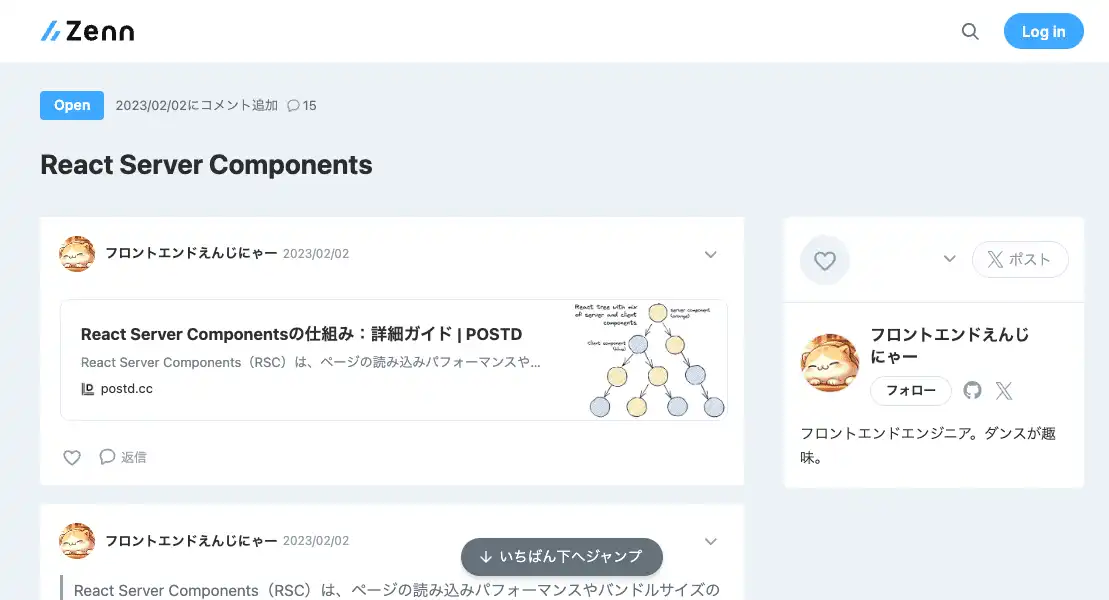 Zenn
Log in
Open 2023/02/02にコメント追加 15
React Server Components
フロントエンドえんじにゃー 2023/02/02
React Server Componentsの仕組み：詳細ガイド | POSTD
React Server Components（RSC）は、ページの読み込みパフォーマンスや...
postd.cc
React tree with mix
of server and client
components
server component
(orange)
client component
(blue)
返信
フロントエンドえんじにゃー 2023/02/02
React Server Components（RSC）は、ページの読み込みパフォーマンスやバンドルサイズの
いちばん下へジャンプ
ポスト
フロントエンドえんじ
にゃー
フォロー
フロントエンドエンジニア。ダンスが趣
味。